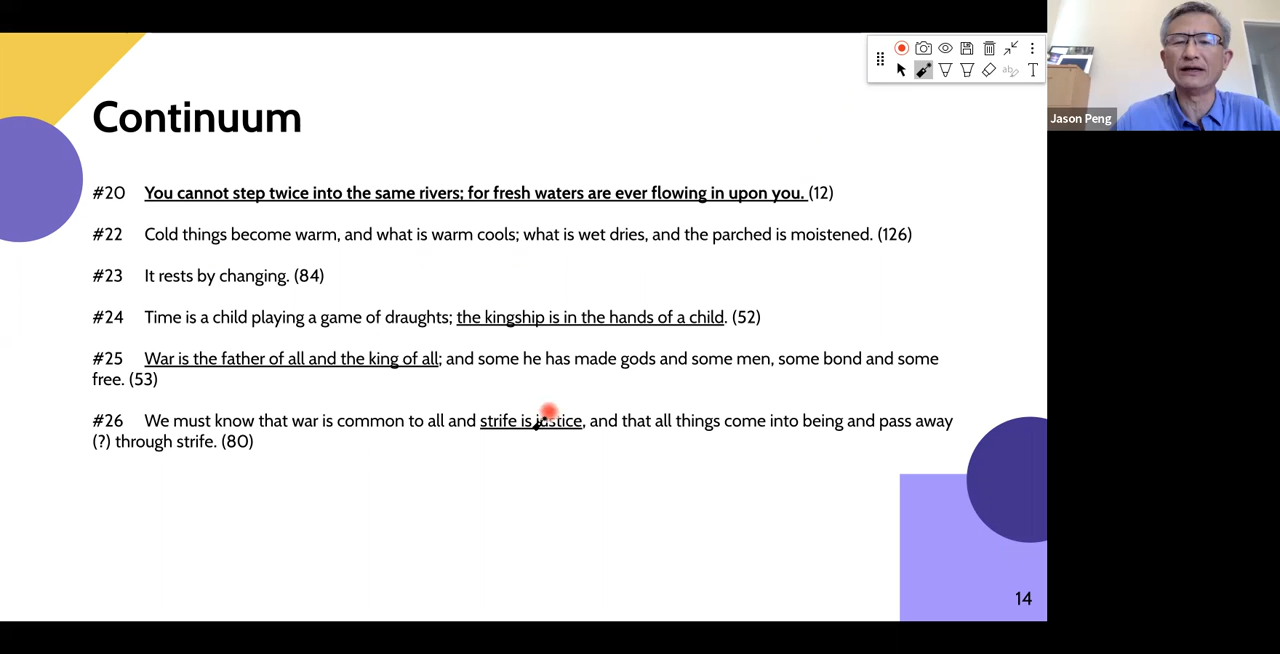 Continuum
#20 You cannot step twice into the same rivers; for fresh waters are ever flowing in upon you. (12)
#22 Cold things become warm, and what is warm cools; what is wet dries, and the parched is moistened. (126)
#23 It rests by changing. (84)
#24 Time is a child playing a game of draughts; the kingship is in the hands of a child. (52)
#25 War is the father of all and the king of all; and some he has made gods and some men, some bond and some
free. (53)
#26 We must know that war is common to all and strife is justice, and that all things come into being and pass away
(?) through strife. (80)
14
ab
T
Jason Peng